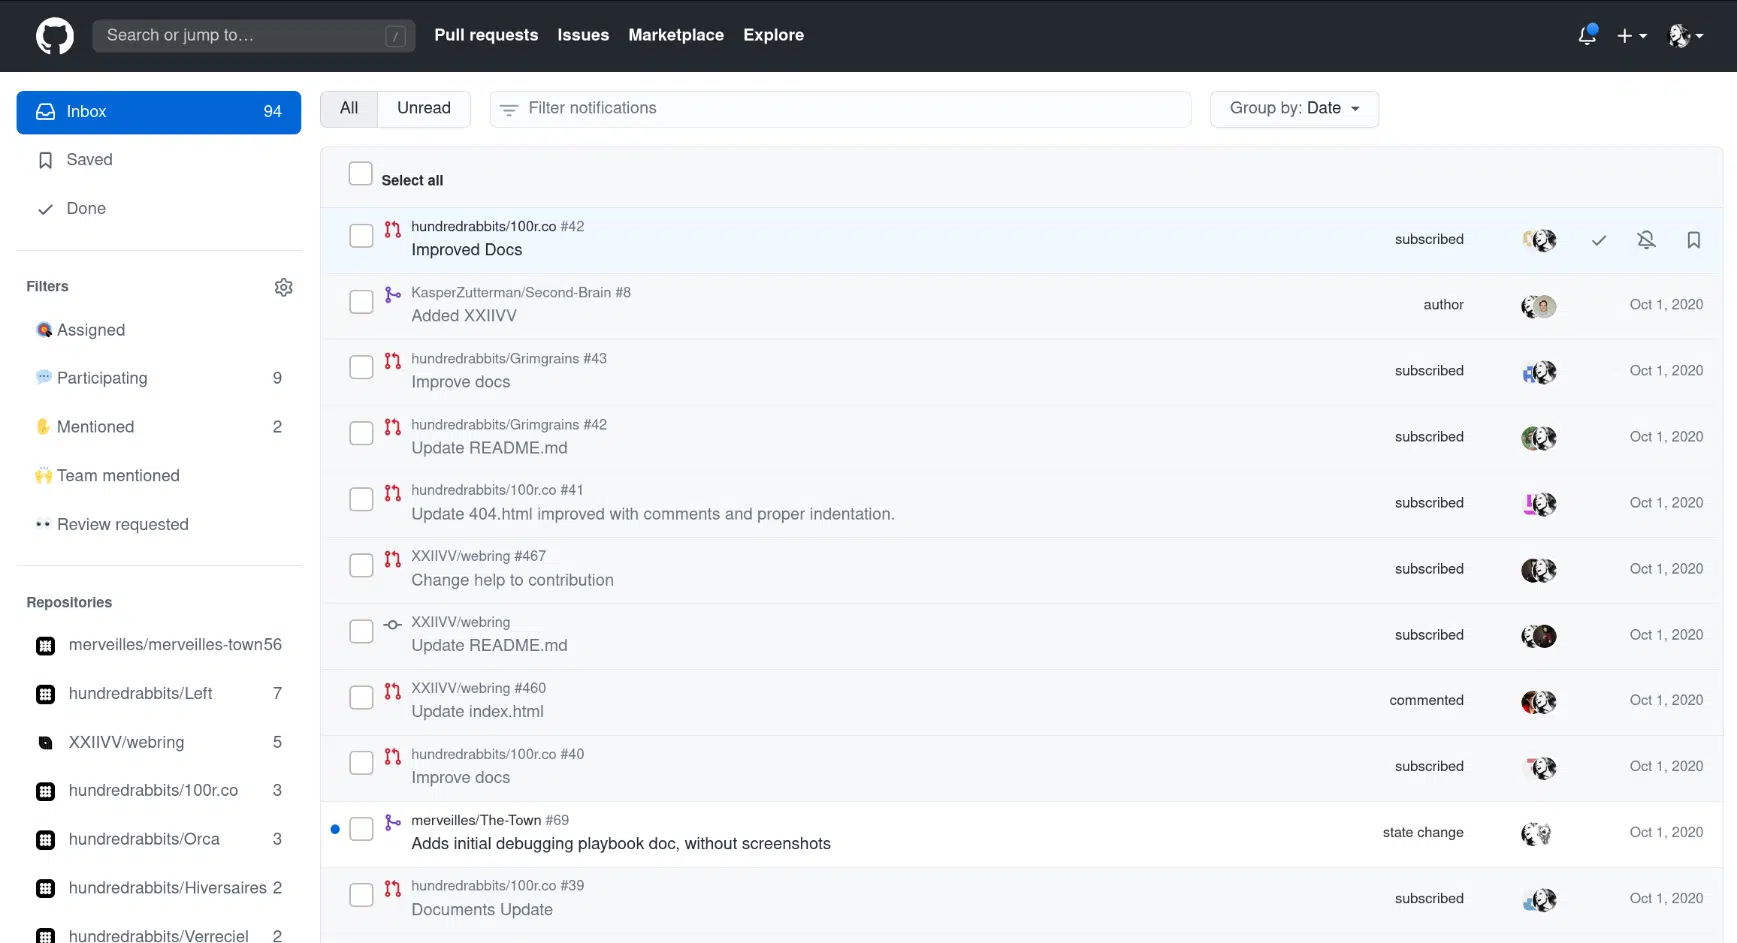 Search or jump to… /
Pull requests Issues Marketplace Explore
Inbox 94
Saved
Done
Filters
Assigned
Participating 9
Mentioned 2
Team mentioned
Review requested
Repositories
merveilles/merveilles-town56
hundredrabbits/Left 7
XXIIVV/webring 5
hundredrabbits/100r.co 3
hundredrabbits/Orca 3
hundredrabbits/Hiversaires 2
hundredrabbits/Verreciel 2
All Unread Filter notifications Group by: Date
Select all
hundredrabbits/100r.co #42
Improved Docs
subscribed
KasperZutterman/Second-Brain #8
Added XXIIVV
author Oct 1, 2020
hundredrabbits/Grimgrains #43
Improve docs
subscribed Oct 1, 2020
hundredrabbits/Grimgrains #42
Update README.md
subscribed Oct 1, 2020
hundredrabbits/100r.co #41
Update 404.html improved with comments and proper indentation.
subscribed Oct 1, 2020
XXIIVV/webring #467
Change help to contribution
subscribed Oct 1, 2020
XXIIVV/webring
Update README.md
subscribed Oct 1, 2020
XXIIVV/webring #460
Update index.html
commented Oct 1, 2020
hundredrabbits/100r.co #40
Improve docs
subscribed Oct 1, 2020
merveilles/The-Town #69
Adds initial debugging playbook doc, without screenshots
state change Oct 1, 2020
hundredrabbits/100r.co #39
Documents Update
subscribed Oct 1, 2020